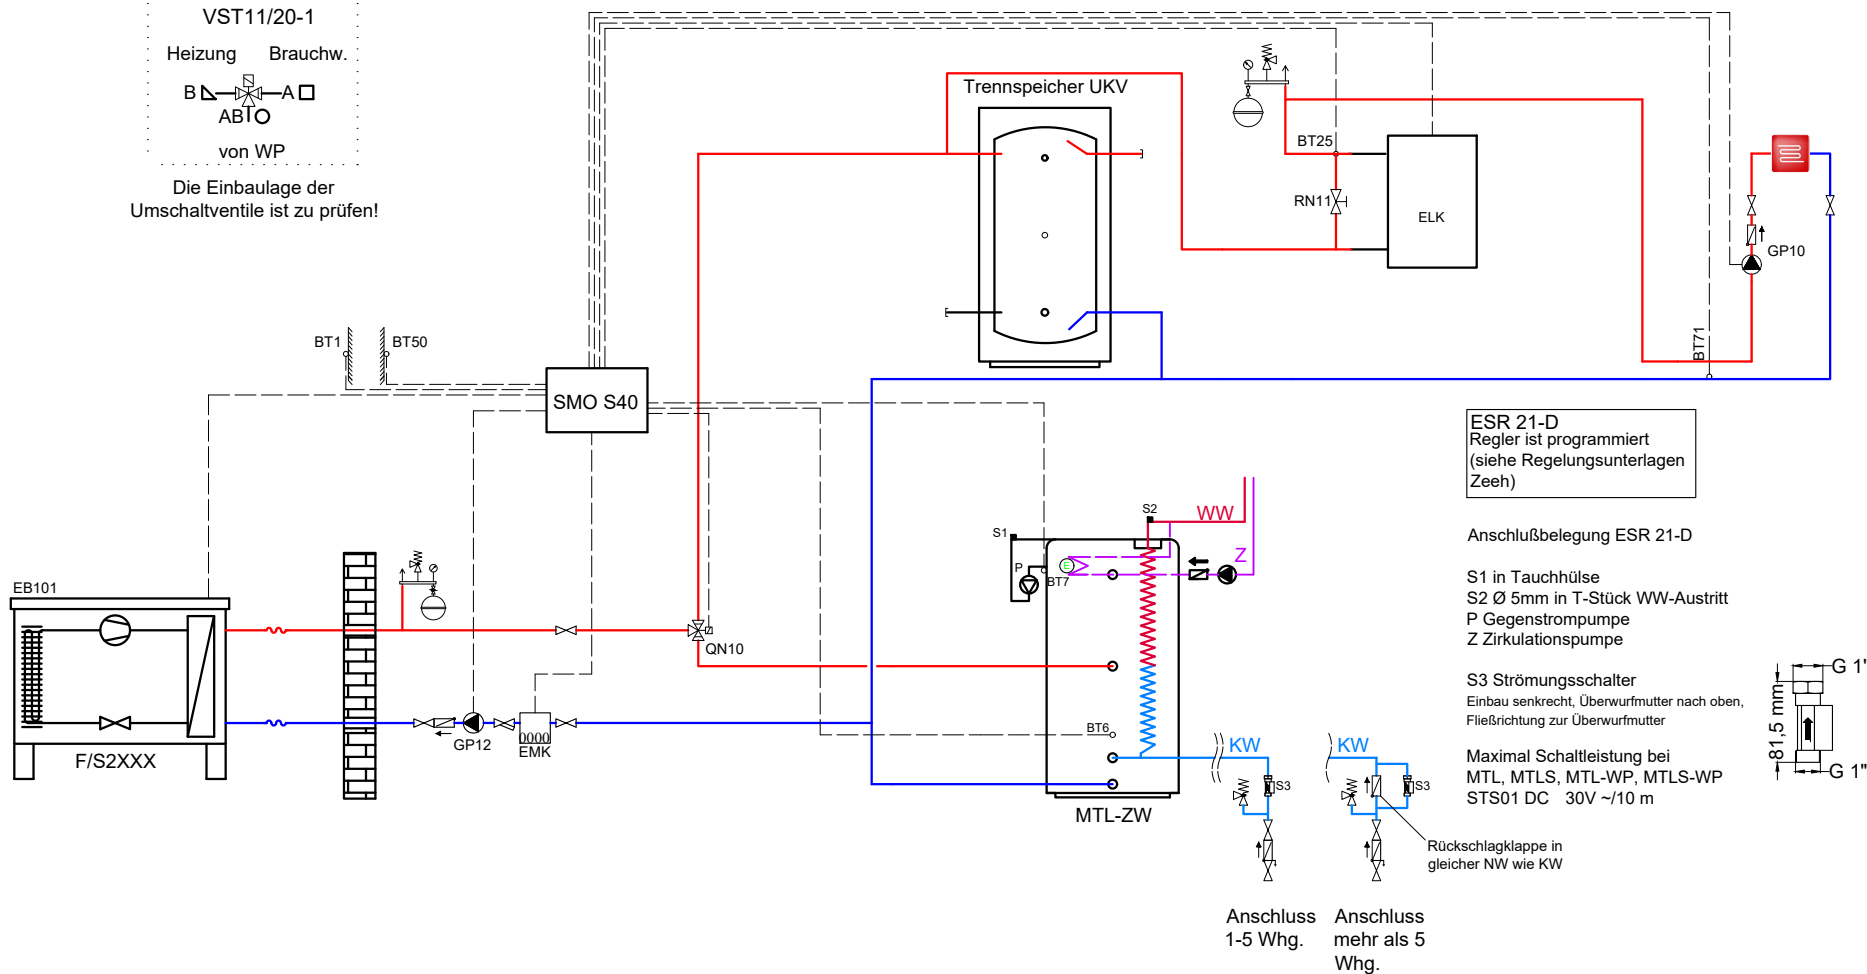 VST11/20-1
Heizung Brauchw.
B A
AB
von WP
Die Einbaulage der
Umschaltventile ist zu prüfen!
Trennspeicher UKV
BT25
RN11
ELK
GP10
BT71
BT1
BT50
SMO S40
ESR 21-D
Regler ist programmiert
(siehe Regelungsunterlagen
Zeeh)
Anschlußbelegung ESR 21-D
S1 in Tauchhülse
S2 Ø 5mm in T-Stück WW-Austritt
P Gegenstrompumpe
Z Zirkulationspumpe
S3 Strömungsschalter
Einbau senkrecht, Überwurfmutter nach oben,
Fließrichtung zur Überwurfmutter
Maximal Schaltleistung bei
MTL, MTLS, MTL-WP, MTLS-WP
STS01 DC 30V ~/10 m
G 1'
81,5 mm
G 1"
S2
WW
S1
Z
E
P
BT7
EB101
QN10
GP12
EMK
F/S2XXX
BT6
MTL-ZW
KW
S3
KW
S3
Rückschlagklappe in
gleicher NW wie KW
Anschluss
1-5 Whg.
Anschluss
mehr als 5
Whg.